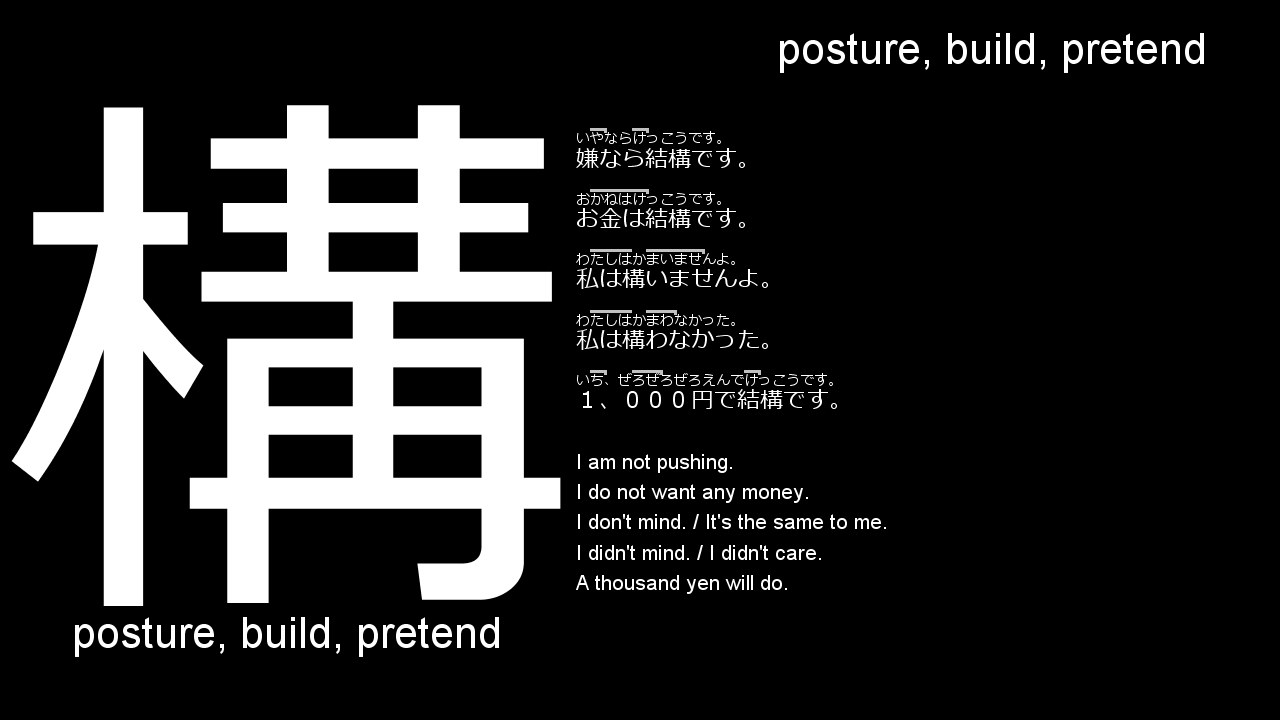 posture, build, pretend
構
いやならけっこうです。
嫌なら結構です。
おかねはけっこうです。
お金は結構です。
わたしはかまいませんよ。
私は構いませんよ。
わたしはかまわなかった。
私は構わなかった。
いち、ぜろぜろぜろえんでけっこうです。
１、０００円で結構です。
I am not pushing.
I do not want any money.
I don't mind. / It's the same to me.
I didn't mind. / I didn't care.
A thousand yen will do.
posture, build, pretend